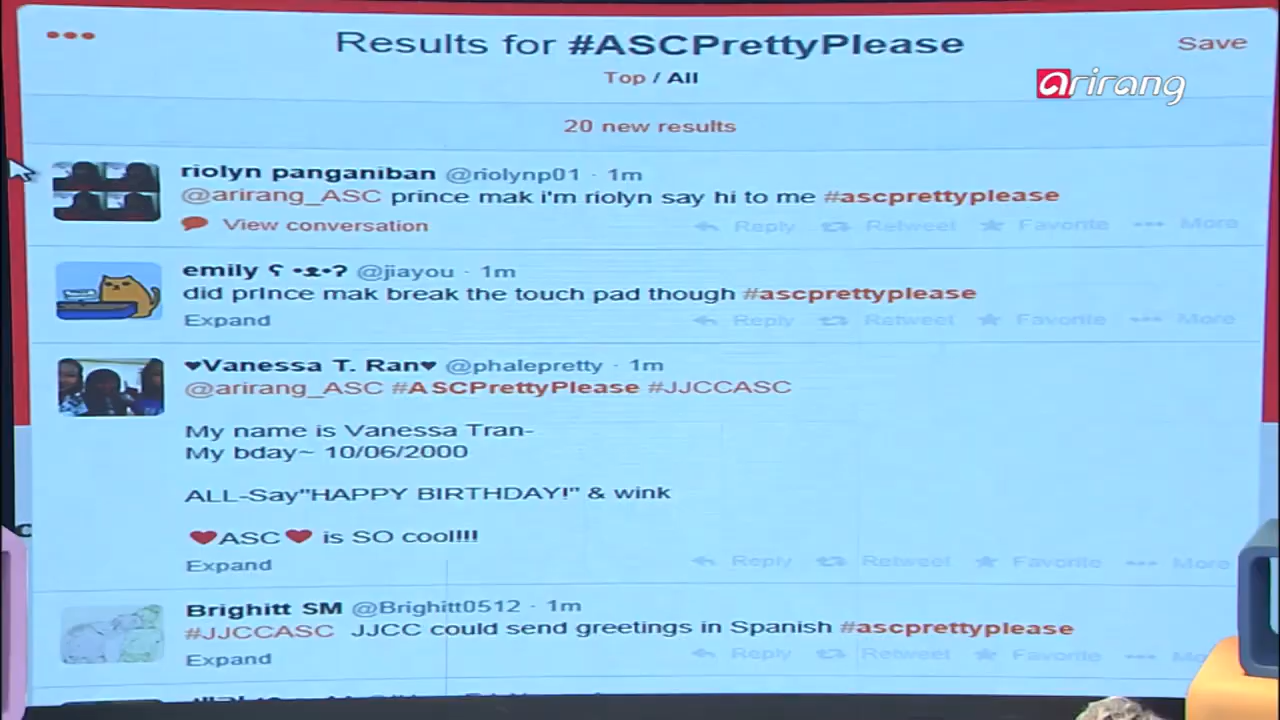 Results for #ASCPrettyPlease
Save
Top / All
arirang
20 new results
riolyn panganiban @riolynp01 · 1m
@arirang_ASC prince mak i'm riolyn say hi to me #ascprettyplease
View conversation
Reply Retweet Favorite More
emily ʕ •ᴥ•ʔ @jiayou · 1m
did prInce mak break the touch pad though #ascprettyplease
Expand
Reply Retweet Favorite More
♥Vanessa T. Ran♥ @phalepretty · 1m
@arirang_ASC #ASCPrettyPlease #JJCCASC
My name is Vanessa Tran-
My bday~ 10/06/2000
ALL-Say"HAPPY BIRTHDAY!" & wink
❤ASC❤ is SO cool!!!
Expand
Reply Retweet Favorite More
Brighitt SM @Brighitt0512 · 1m
#JJCCASC JJCC could send greetings in Spanish #ascprettyplease
Expand
Reply Retweet Favorite Mo